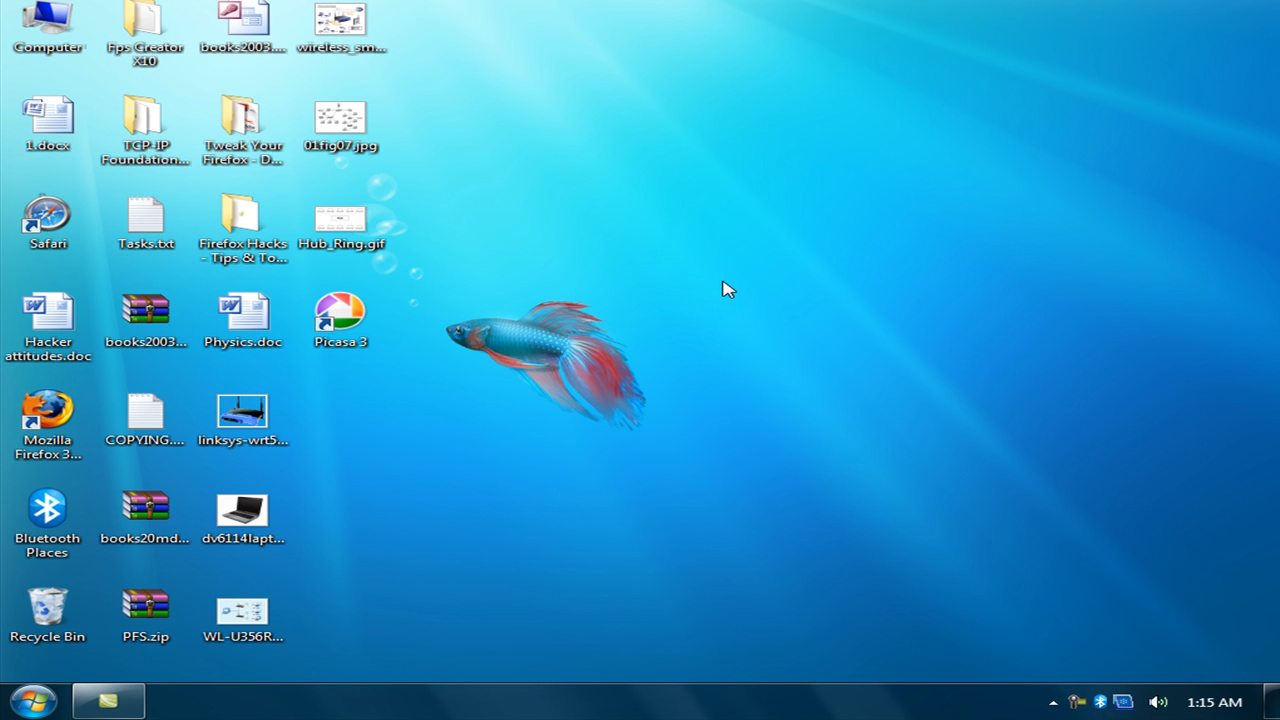 Computer
Fps Creator
X10
books2003....
wireless_sm...
1.docx
TCP-IP
Foundation...
Tweak Your
Firefox - D...
01fig07.jpg
Safari
Tasks.txt
Firefox Hacks
- Tips & To...
Hub_Ring.gif
Hacker
attitudes.doc
books2003...
Physics.doc
Picasa 3
Mozilla
Firefox 3...
COPYING....
linksys-wrt5...
Bluetooth
Places
books20md...
dv6114lapt...
Recycle Bin
PFS.zip
WL-U356R...
1:15 AM